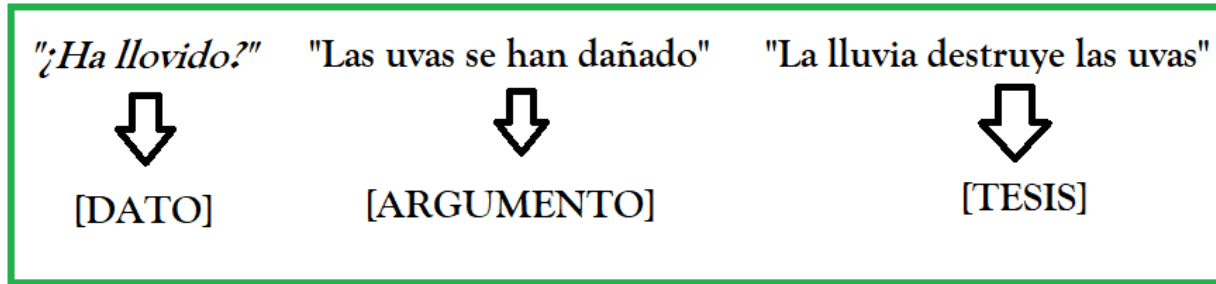 "¿Ha llovido?" "Las uvas se han dañado" "La lluvia destruye las uvas"
[DATO] [ARGUMENTO] [TESIS]